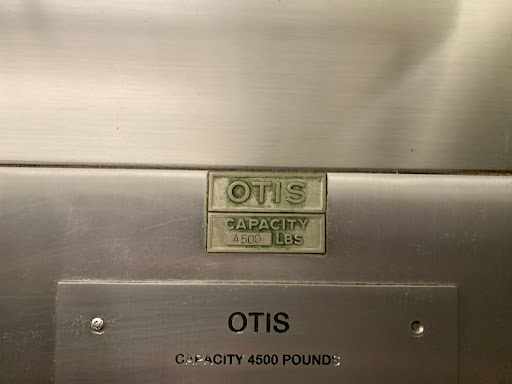 OTIS
CAPACITY
4500 LBS
OTIS
CAPACITY 4500 POUNDS